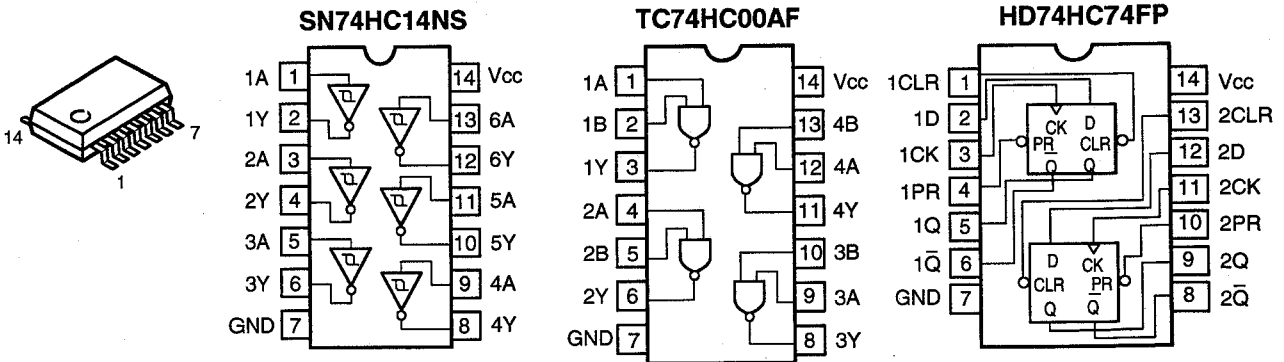 SN74HC14NS
TC74HC00AF
HD74HC74FP
14
7
1
1A 1 14 Vcc
1Y 2 13 6A
2A 3 12 6Y
2Y 4 11 5A
3A 5 10 5Y
3Y 6 9 4A
GND 7 8 4Y
1A 1 14 Vcc
1B 2 13 4B
1Y 3 12 4A
2A 4 11 4Y
2B 5 10 3B
2Y 6 9 3A
GND 7 8 3Y
1CLR 1 14 Vcc
1D 2 13 2CLR
1CK 3 12 2D
1PR 4 11 2CK
1Q 5 10 2PR
1Q̅ 6 9 2Q
GND 7 8 2Q̅
CK D
PR CLR
Q̅ Q
D CK
CLR PR
Q Q̅